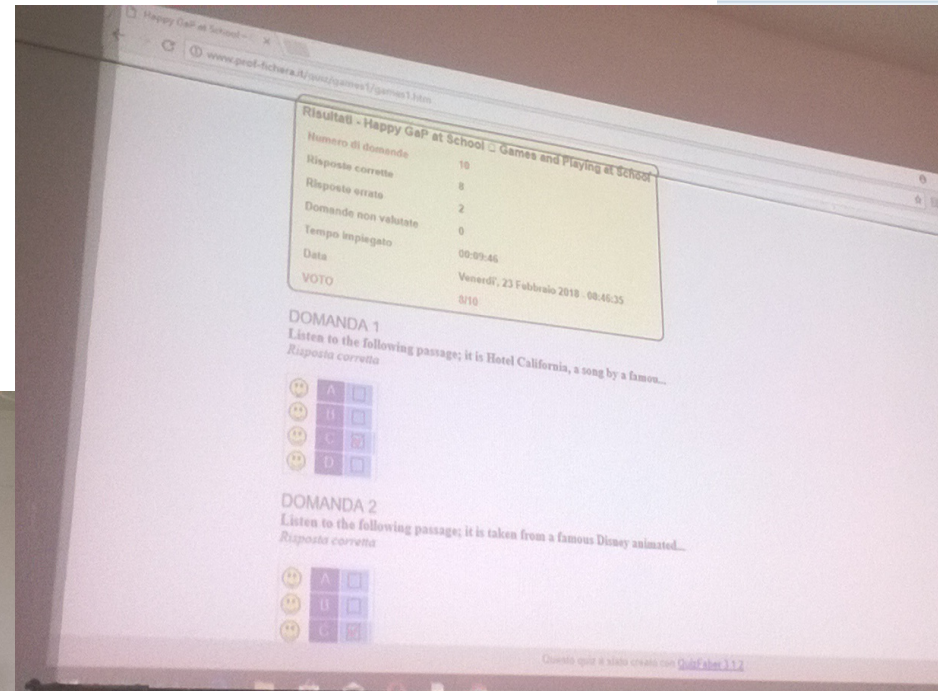 Happy GaP at School -
www.prof-fichera.it/quiz/games1/games1.htm
Risultati - Happy GaP at School □ Games and Playing at School
Numero di domande 10
Risposte corrette 8
Risposte errate 2
Domande non valutate 0
Tempo impiegato 00:09:46
Data Venerdi', 23 Febbraio 2018 - 08:46:35
VOTO 8/10
DOMANDA 1
Listen to the following passage; it is Hotel California, a song by a famou...
Risposta corretta
A
B
C
D
DOMANDA 2
Listen to the following passage; it is taken from a famous Disney animated...
Risposta corretta
A
B
C
Questo quiz è stato creato con QuizFaber 3.1.2